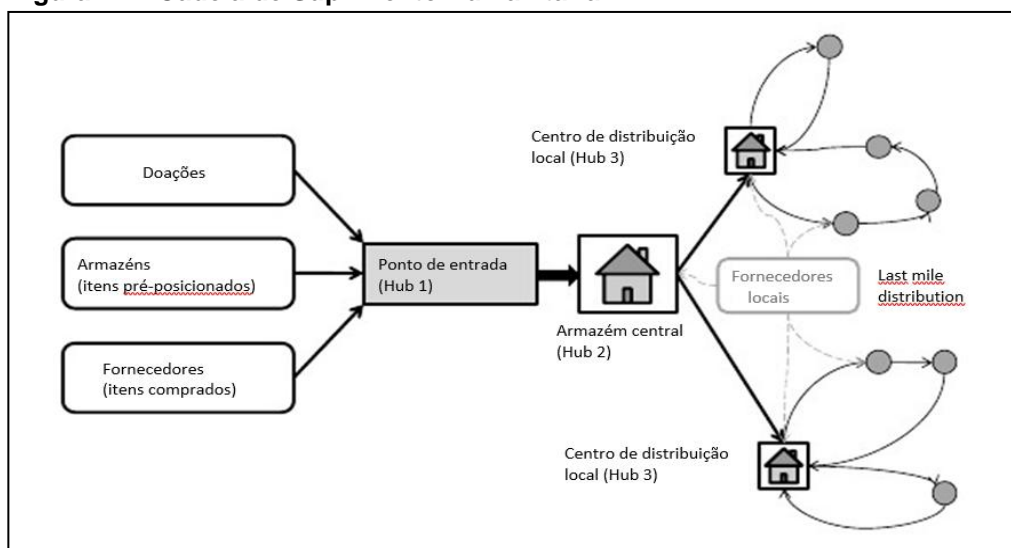 Doações
Armazéns
(itens pré-posicionados)
Fornecedores
(itens comprados)
Ponto de entrada
(Hub 1)
Armazém central
(Hub 2)
Centro de distribuição
local (Hub 3)
Fornecedores
locais
Last mile
distribution
Centro de distribuição
local (Hub 3)